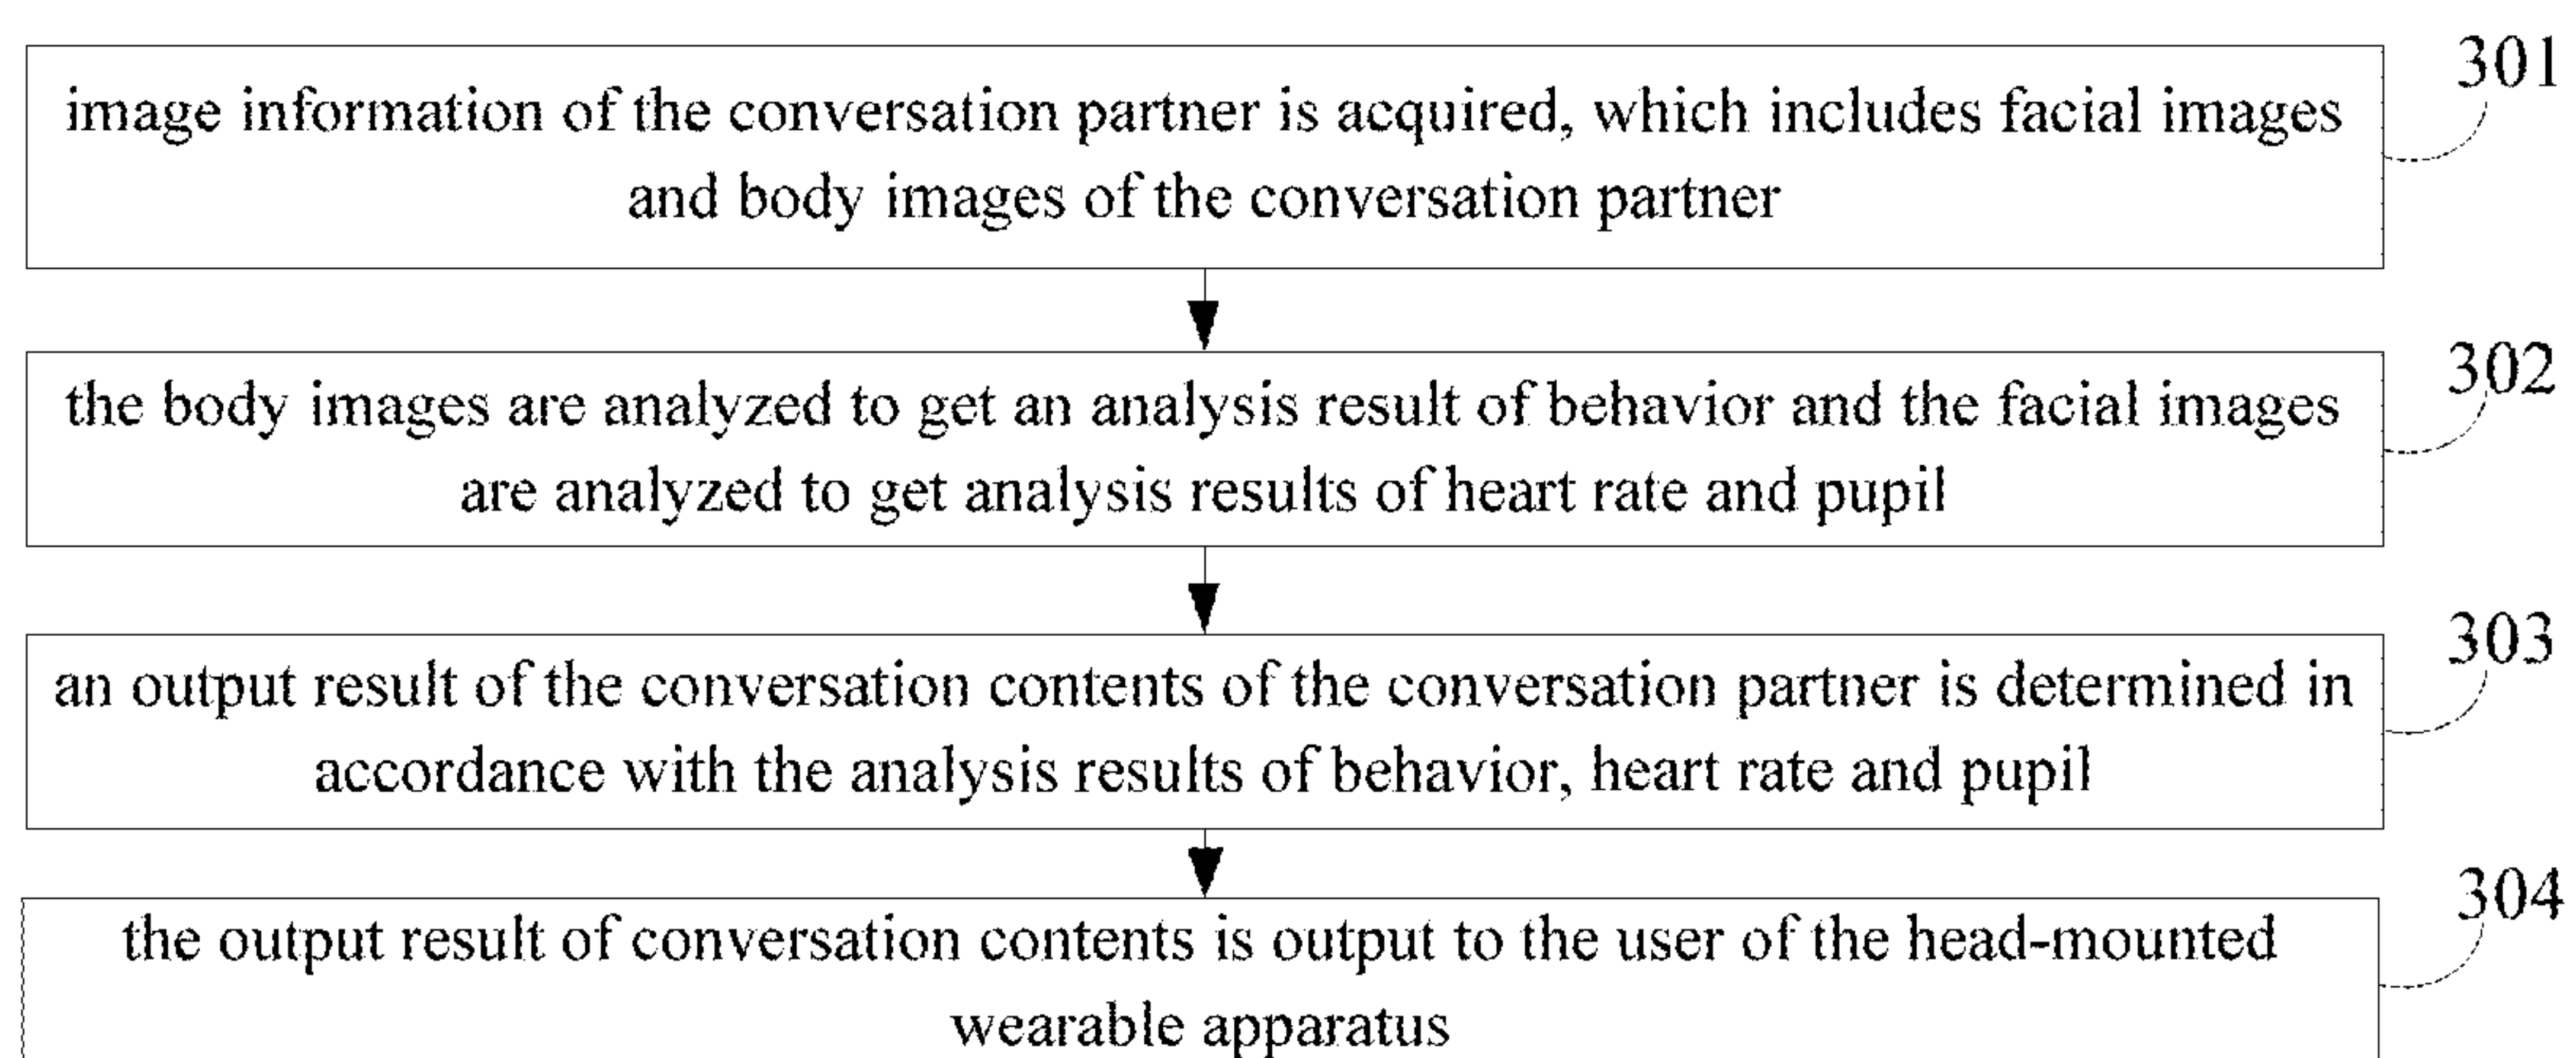 301
image information of the conversation partner is acquired, which includes facial images
and body images of the conversation partner
302
the body images are analyzed to get an analysis result of behavior and the facial images
are analyzed to get analysis results of heart rate and pupil
303
an output result of the conversation contents of the conversation partner is determined in
accordance with the analysis results of behavior, heart rate and pupil
304
the output result of conversation contents is output to the user of the head-mounted
wearable apparatus